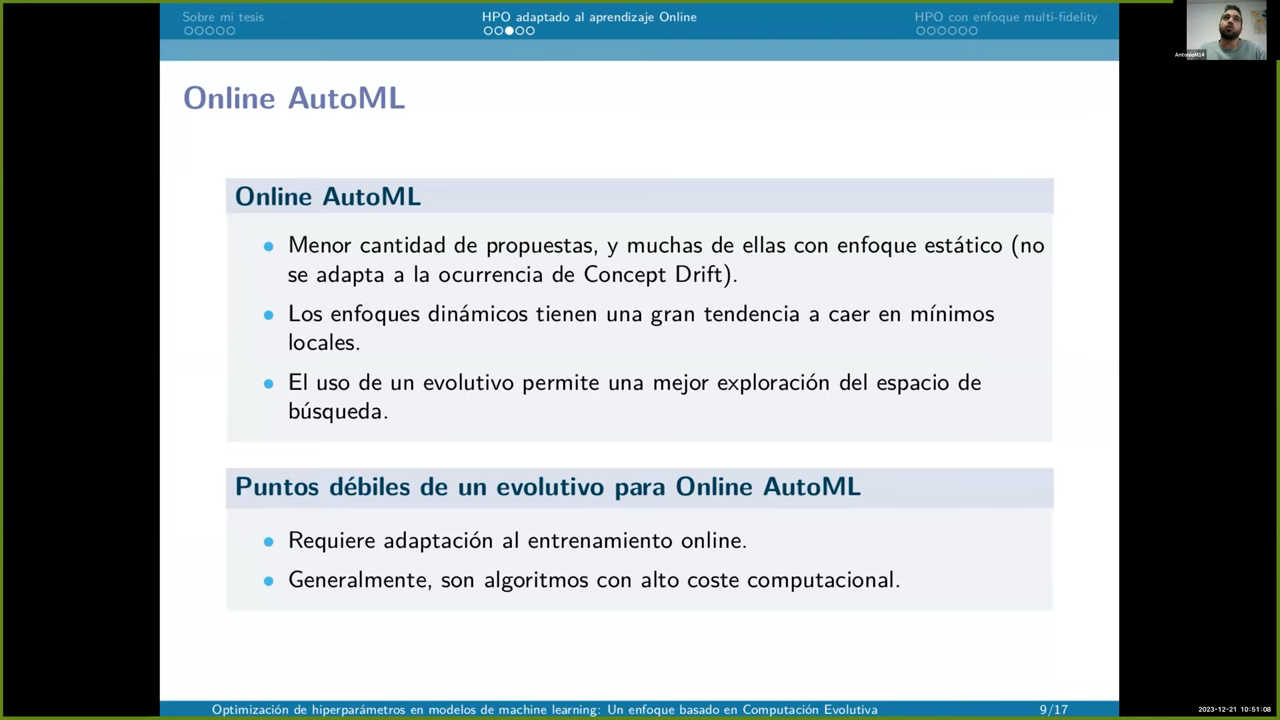 Sobre mi tesis
HPO adaptado al aprendizaje Online
HPO con enfoque multi-fidelity
AntonioM14
Online AutoML
Online AutoML
Menor cantidad de propuestas, y muchas de ellas con enfoque estático (no
se adapta a la ocurrencia de Concept Drift).
Los enfoques dinámicos tienen una gran tendencia a caer en mínimos
locales.
El uso de un evolutivo permite una mejor exploración del espacio de
búsqueda.
Puntos débiles de un evolutivo para Online AutoML
Requiere adaptación al entrenamiento online.
Generalmente, son algoritmos con alto coste computacional.
Optimización de hiperparámetros en modelos de machine learning: Un enfoque basado en Computación Evolutiva
9/17
2023-12-21 10:51:08